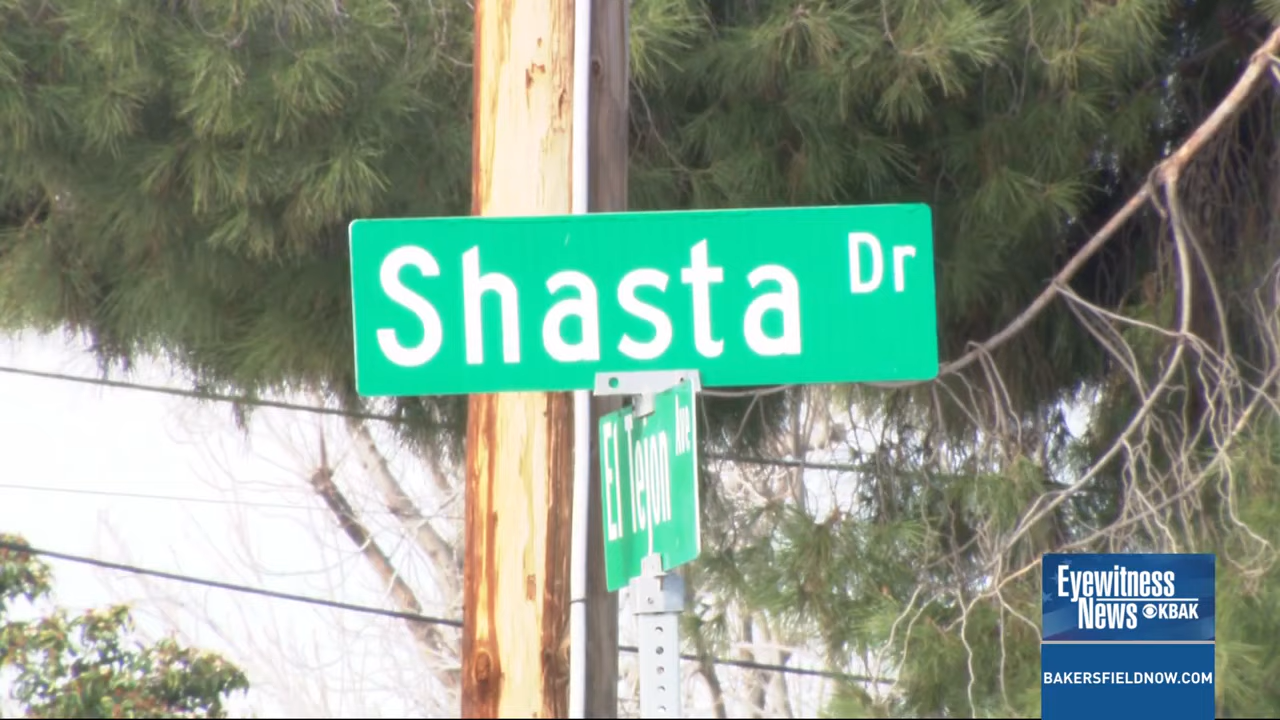 Shasta Dr
El Tejon Ave
Eyewitness
News KBAK
BAKERSFIELDNOW.COM